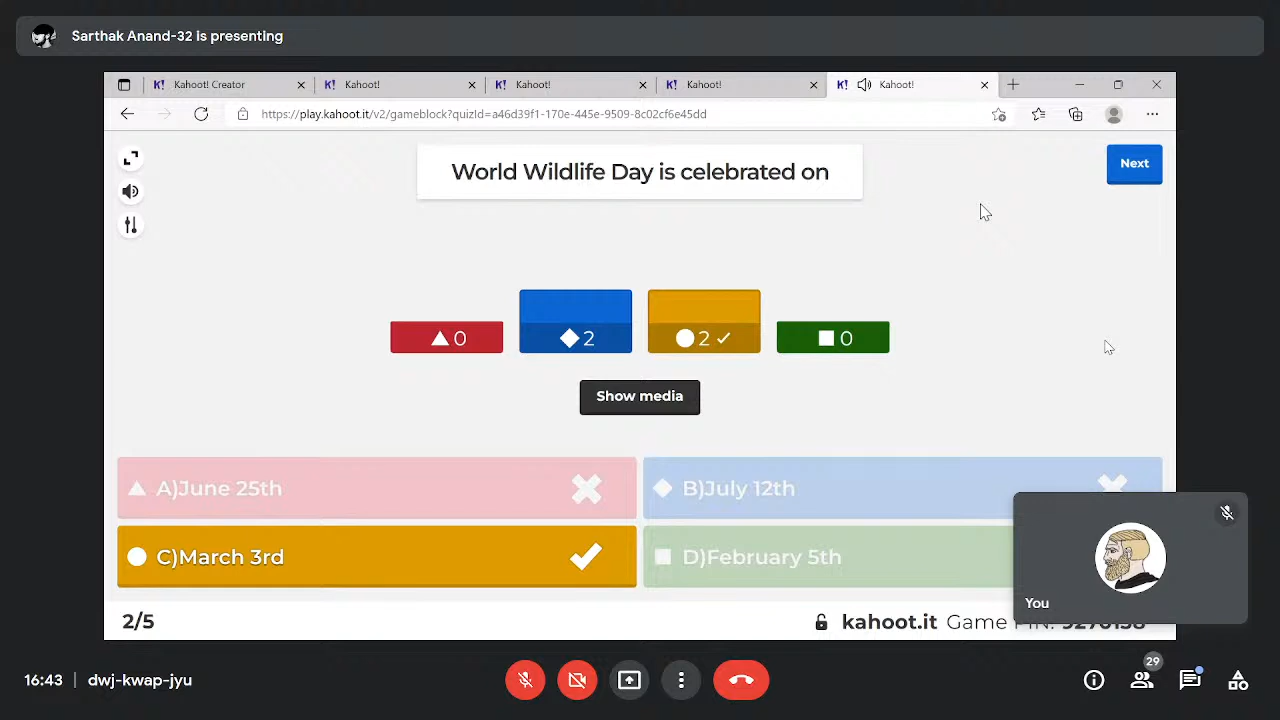 Sarthak Anand-32 is presenting
K! Kahoot! Creator
K! Kahoot!
K! Kahoot!
K! Kahoot!
K! Kahoot!
https://play.kahoot.it/v2/gameblock?quizId=a46d39f1-170e-445e-9509-8c02cf6e45dd
World Wildlife Day is celebrated on
Next
0
2
2
0
Show media
A)June 25th
B)July 12th
C)March 3rd
D)February 5th
You
2/5
kahoot.it Game PIN:
16:43 | dwj-kwap-jyu
29